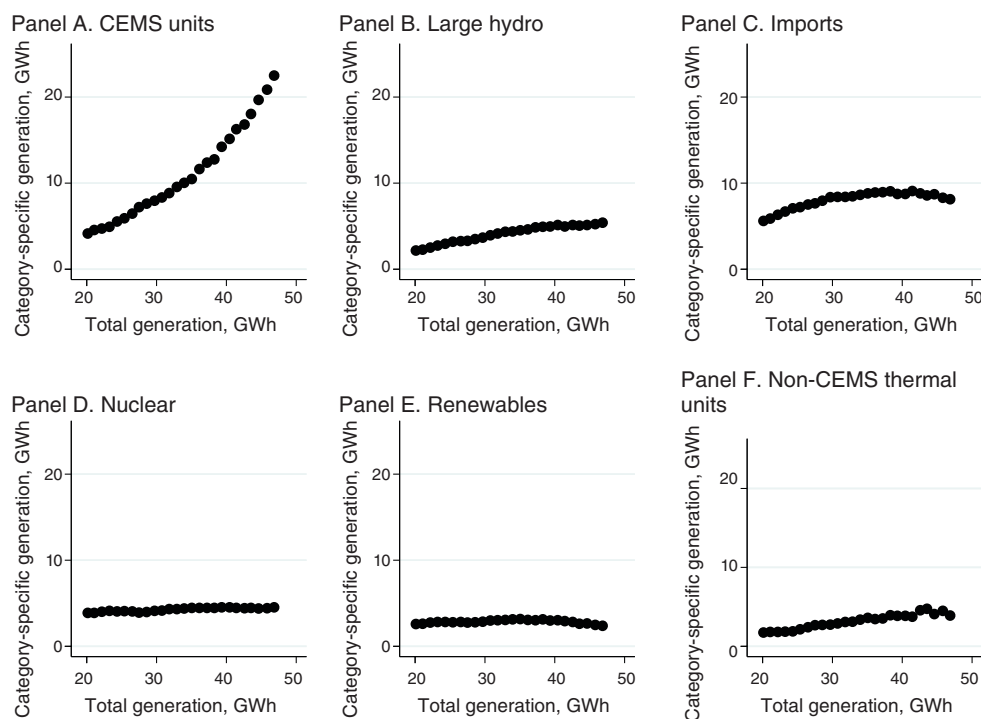 Panel A. CEMS units
Category-specific generation, GWh
20
10
0
20 30 40 50
Total generation, GWh
Panel B. Large hydro
Category-specific generation, GWh
20
10
0
20 30 40 50
Total generation, GWh
Panel C. Imports
Category-specific generation, GWh
20
10
0
20 30 40 50
Total generation, GWh
Panel D. Nuclear
Category-specific generation, GWh
20
10
0
20 30 40 50
Total generation, GWh
Panel E. Renewables
Category-specific generation, GWh
20
10
0
20 30 40 50
Total generation, GWh
Panel F. Non-CEMS thermal
units
Category-specific generation, GWh
20
10
0
20 30 40 50
Total generation, GWh